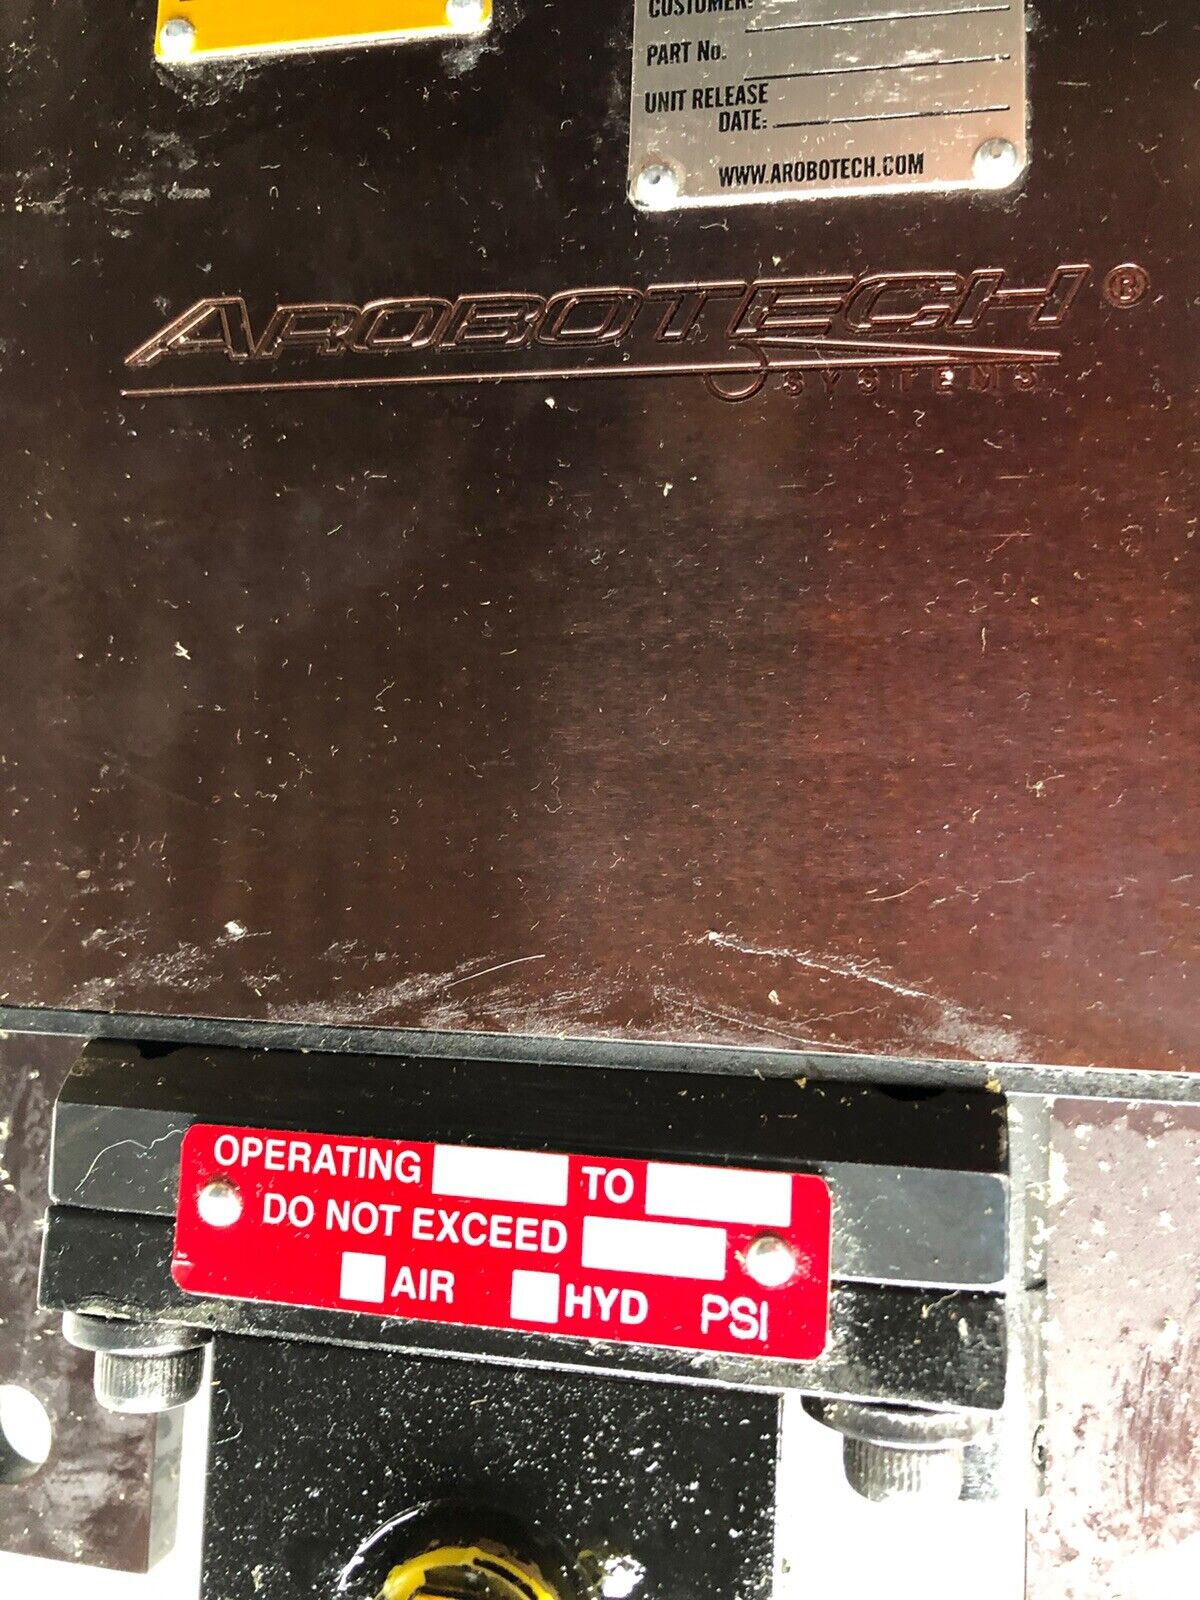 CUSTOMER:
PART No.
UNIT RELEASE
DATE:
WWW.AROBOTECH.COM
AROBOTECH®
SYSTEMS
OPERATING TO
DO NOT EXCEED
AIR HYD PSI